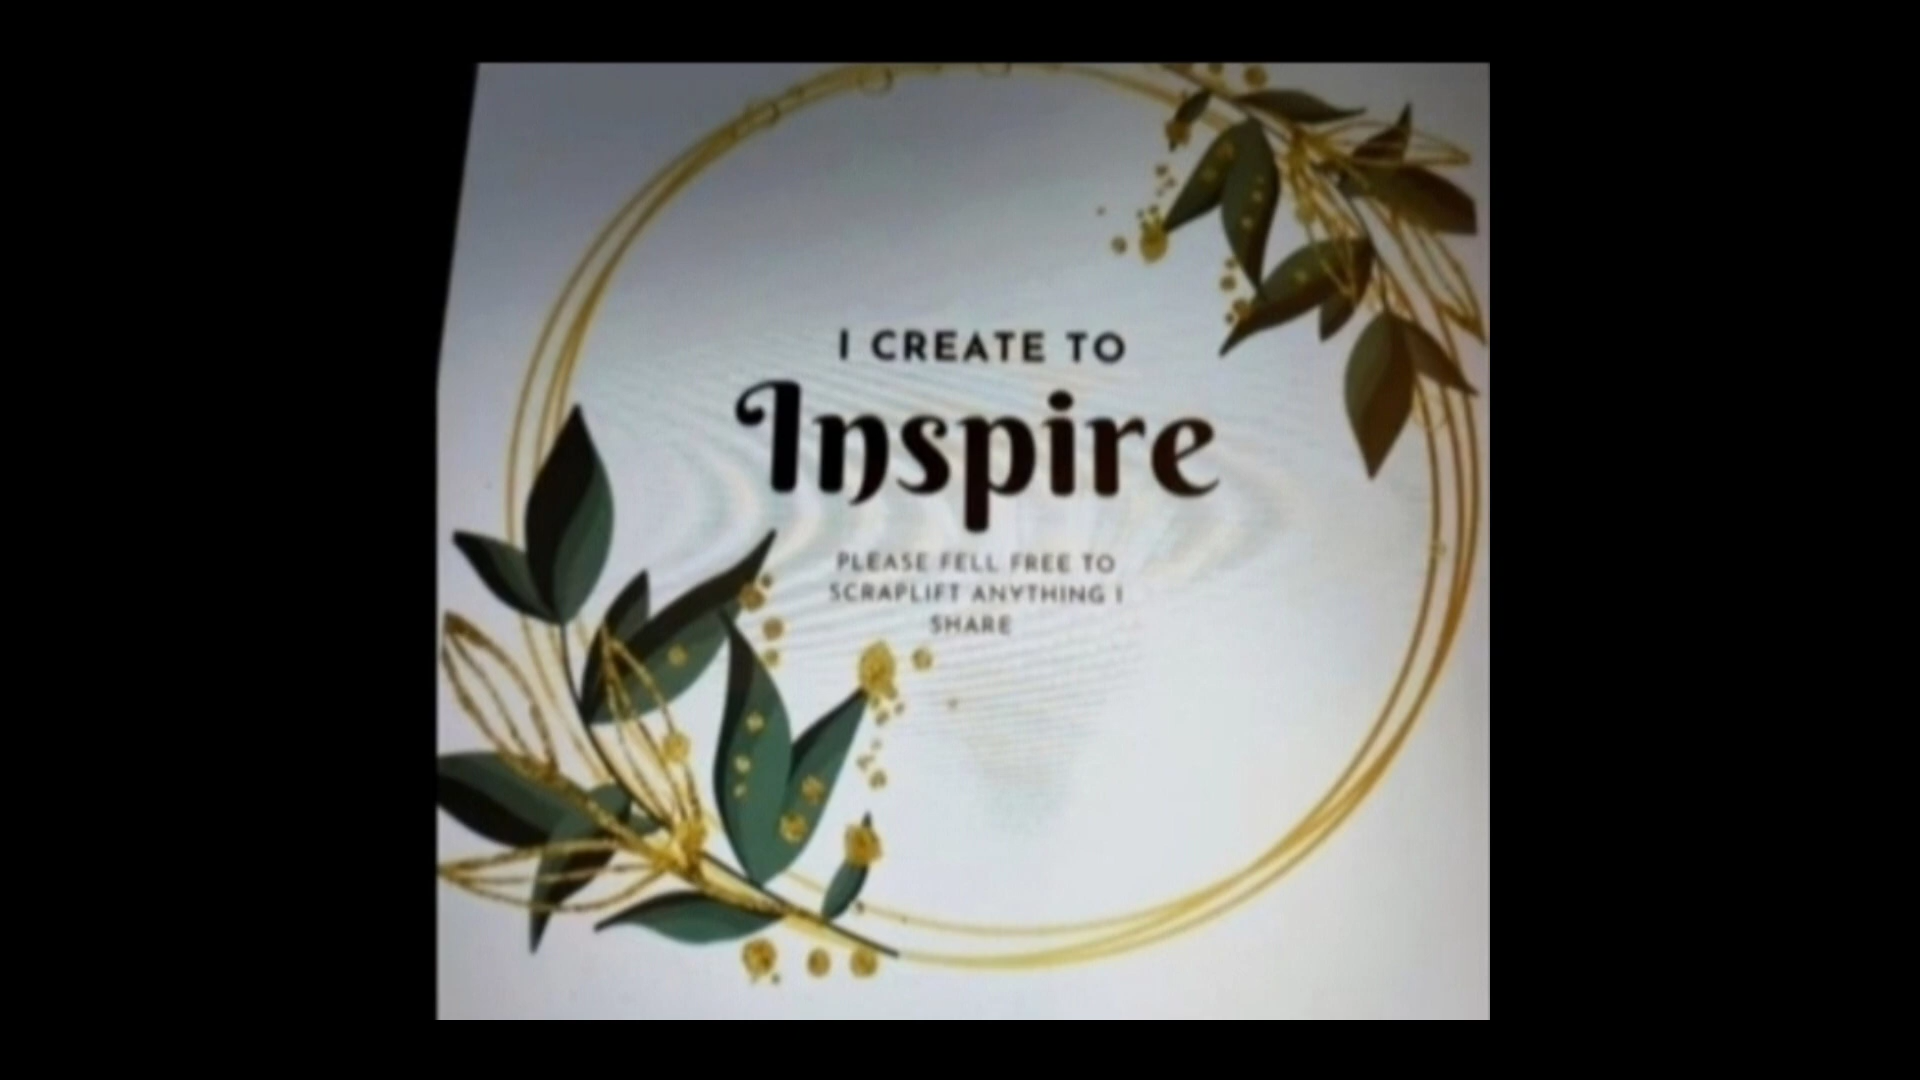 I CREATE TO
Inspire
PLEASE FELL FREE TO
SCRAPLIFT ANYTHING I
SHARE